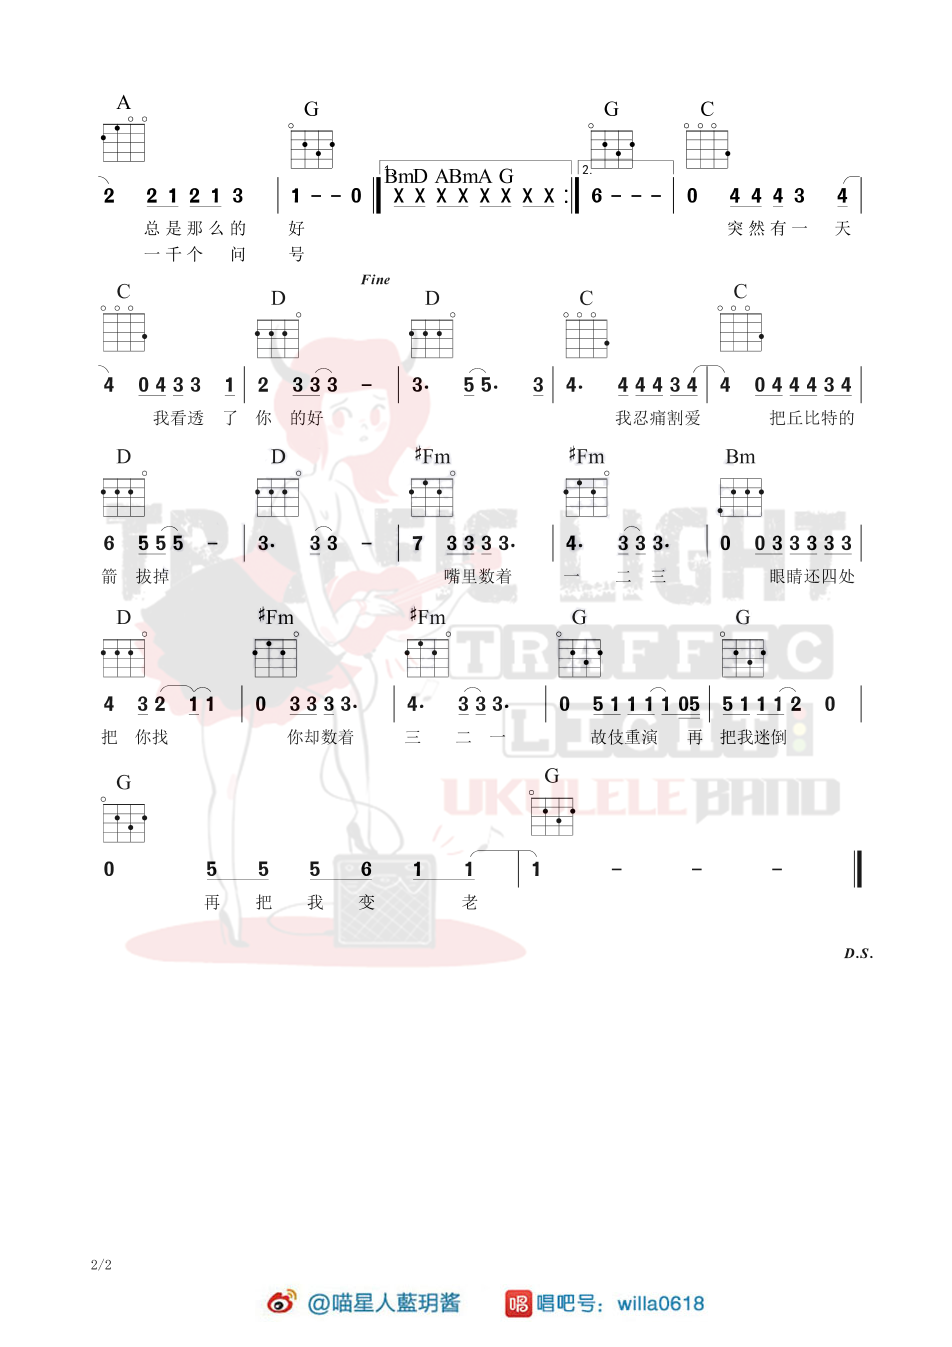 A G G C
1. BmD ABmA G 2.
2 2 1 2 1 3 1 - - 0 X X X X X X X X : 6 - - - 0 4 4 4 3 4
总是那么的 好 突然有一 天
一千个 问 号
Fine
C D D C C
4 0 4 3 3 1 2 3 3 3 - 3· 5 5· 3 4· 4 4 4 3 4 4 0 4 4 4 3 4
我看透 了 你 的好 我忍痛割爱 把丘比特的
D D ♯Fm ♯Fm Bm
TRAFFIC LIGHT
6 5 5 5 - 3· 3 3 - 7 3 3 3 3· 4· 3 3 3· 0 0 3 3 3 3 3
箭 拔掉 嘴里数着 一 二 三 眼睛还四处
D ♯Fm ♯Fm G G
TRAFFIC
4 3 2 1 1 0 3 3 3 3· 4· 3 3 3· 0 5 1 1 1 1 0 5 5 1 1 1 2 0
LIGHT
把 你找 你却数着 三 二 一 故伎重演 再 把我迷倒
G G
UKULELE BAND
0 5 5 5 6 1 1 1 - - -
再 把 我 变 老
D.S.
2/2
@喵星人藍玥酱 唱吧 唱吧号：willa0618